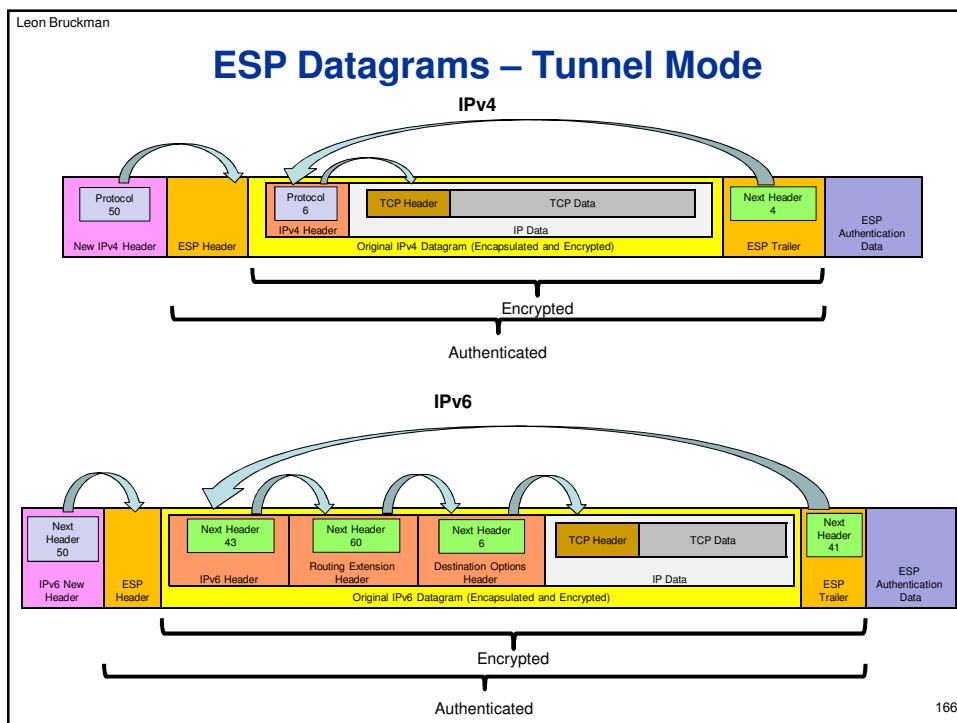 Leon Bruckman
ESP Datagrams – Tunnel Mode
IPv4
Protocol
50
New IPv4 Header
ESP Header
Protocol
6
IPv4 Header
TCP Header
TCP Data
IP Data
Original IPv4 Datagram (Encapsulated and Encrypted)
Next Header
4
ESP Trailer
ESP
Authentication
Data
Encrypted
Authenticated
IPv6
Next
Header
50
IPv6 New
Header
ESP
Header
Next Header
43
IPv6 Header
Next Header
60
Routing Extension
Header
Next Header
6
Destination Options
Header
TCP Header
TCP Data
IP Data
Original IPv6 Datagram (Encapsulated and Encrypted)
Next
Header
41
ESP
Trailer
ESP
Authentication
Data
Encrypted
Authenticated
166